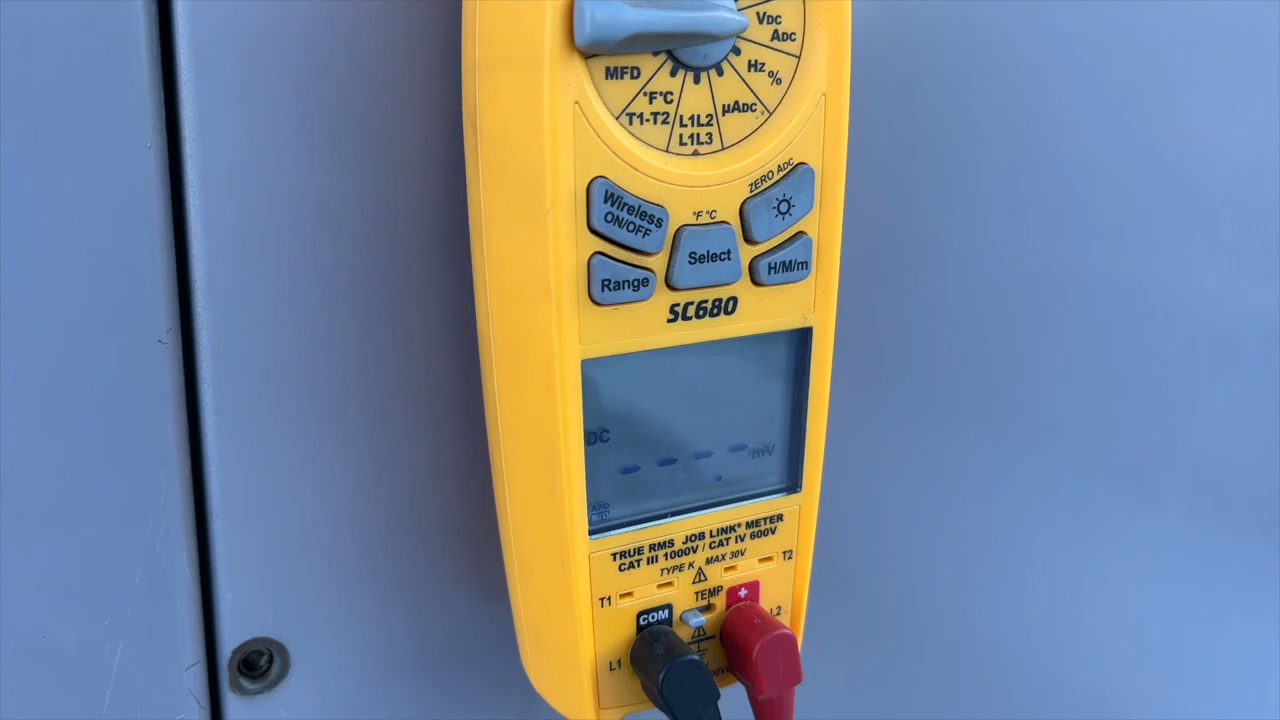 VDC
ADC
Hz %
MFD
°F°C
T1-T2
L1L2
L1L3
µADC
ZERO ADC
Wireless
ON/OFF
°F °C
Select
Range
H/M/m
SC680
DC
- - - -
mV
APO
TRUE RMS JOB LINK® METER
CAT III 1000V / CAT IV 600V
TYPE K
MAX 30V
T1
T2
TEMP
COM
+
L1
L2